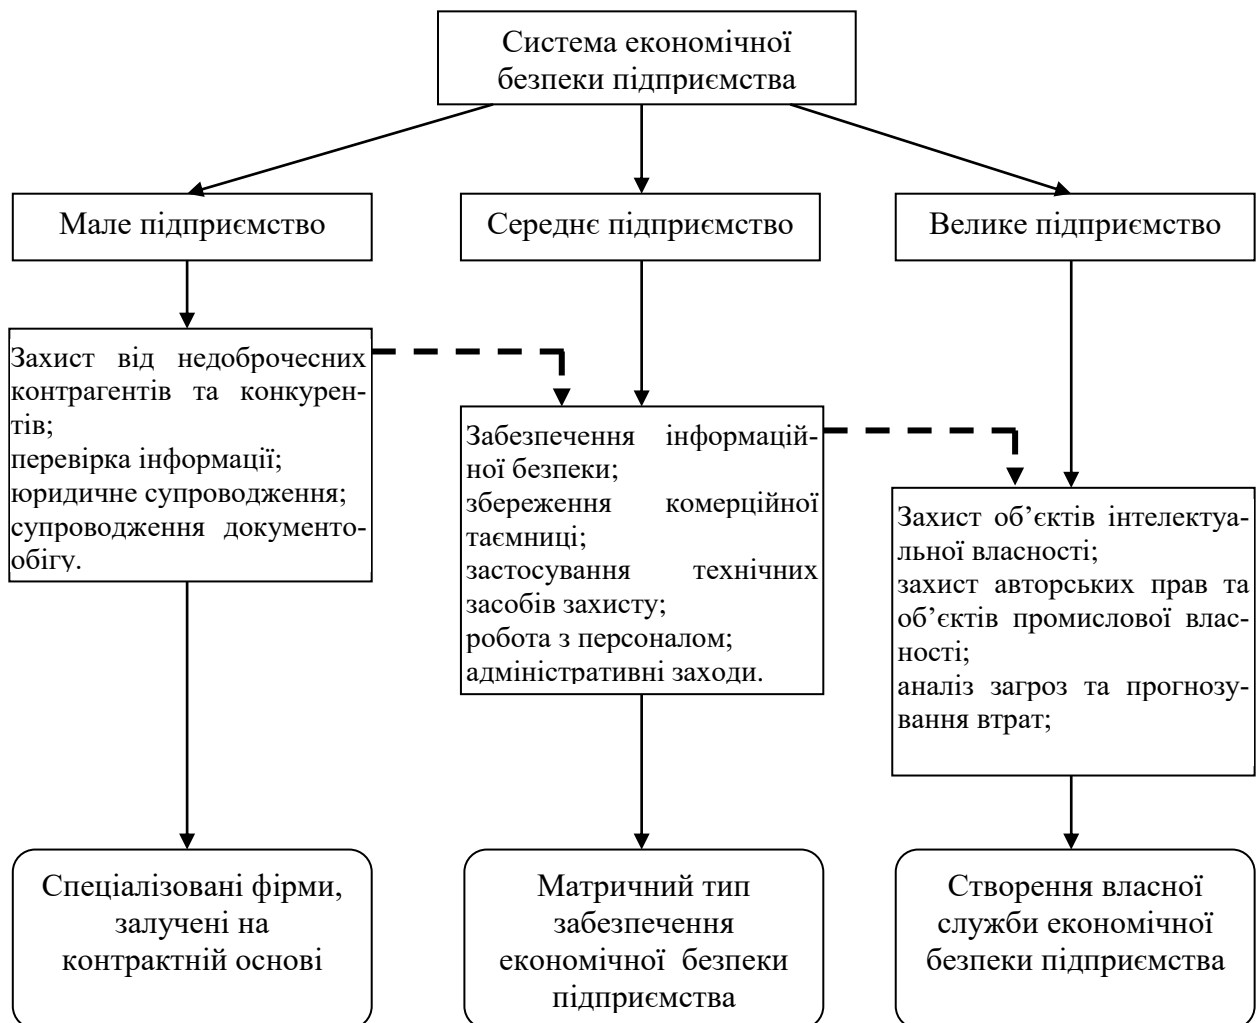 Система економічної
безпеки підприємства
Мале підприємство
Середнє підприємство
Велике підприємство
Захист від недоброчесних
контрагентів та конкурен-
тів;
перевірка інформації;
юридичне супроводження;
супроводження документо-
обігу.
Забезпечення інформацій-
ної безпеки;
збереження комерційної
таємниці;
застосування технічних
засобів захисту;
робота з персоналом;
адміністративні заходи.
Захист об’єктів інтелектуа-
льної власності;
захист авторських прав та
об’єктів промислової влас-
ності;
аналіз загроз та прогнозу-
вання втрат;
Спеціалізовані фірми,
залучені на
контрактній основі
Матричний тип
забезпечення
економічної безпеки
підприємства
Створення власної
служби економічної
безпеки підприємства